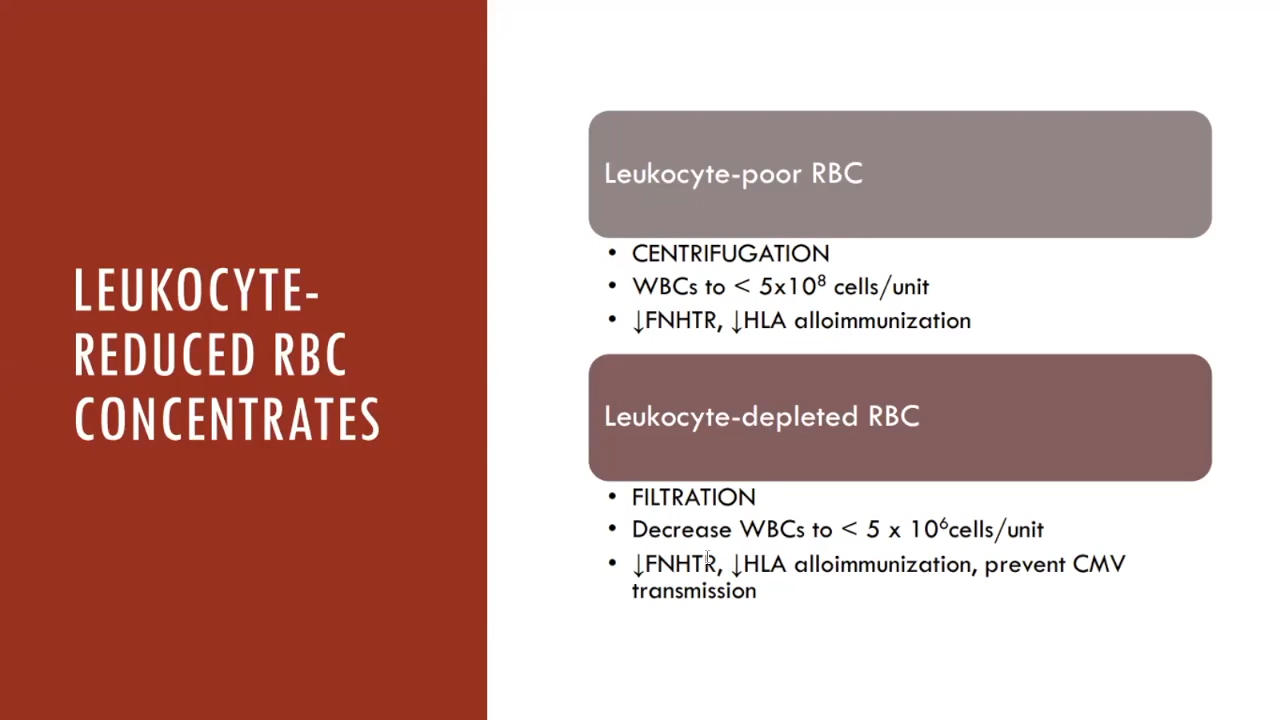 LEUKOCYTE-
REDUCED RBC
CONCENTRATES
Leukocyte-poor RBC
• CENTRIFUGATION
• WBCs to < 5x10⁸ cells/unit
• ↓FNHTR, ↓HLA alloimmunization
Leukocyte-depleted RBC
• FILTRATION
• Decrease WBCs to < 5 x 10⁶cells/unit
• ↓FNHTR, ↓HLA alloimmunization, prevent CMV
transmission